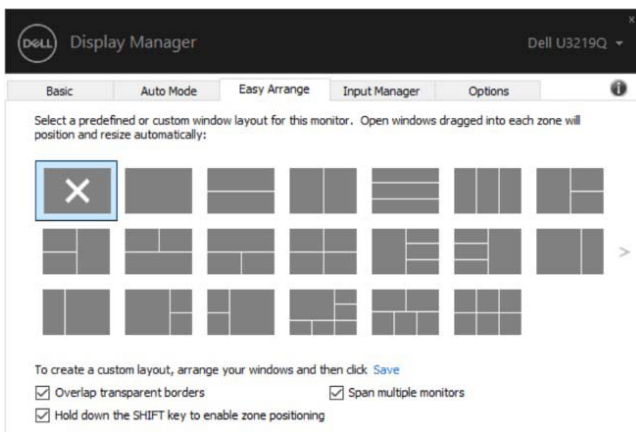 DELL Display Manager Dell U3219Q
Basic Auto Mode Easy Arrange Input Manager Options
Select a predefined or custom window layout for this monitor. Open windows dragged into each zone will
position and resize automatically:
To create a custom layout, arrange your windows and then click Save
Overlap transparent borders Span multiple monitors
Hold down the SHIFT key to enable zone positioning